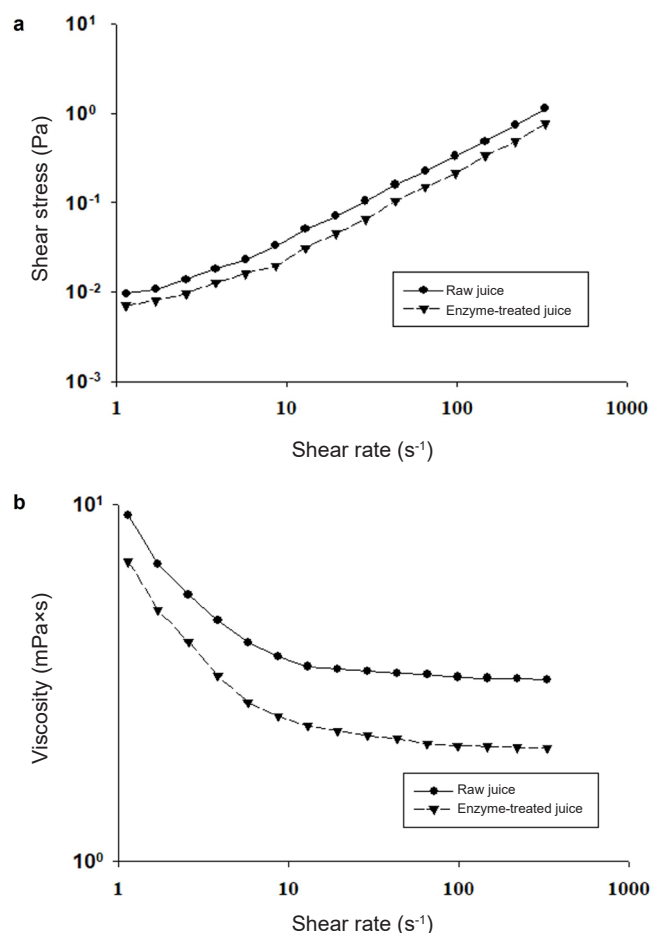 a
10¹
10⁰
10⁻¹
10⁻²
10⁻³
Shear stress (Pa)
Raw juice
Enzyme-treated juice
1 10 100 1000
Shear rate (s⁻¹)
b
10¹
10⁰
Viscosity (mPa×s)
Raw juice
Enzyme-treated juice
1 10 100 1000
Shear rate (s⁻¹)